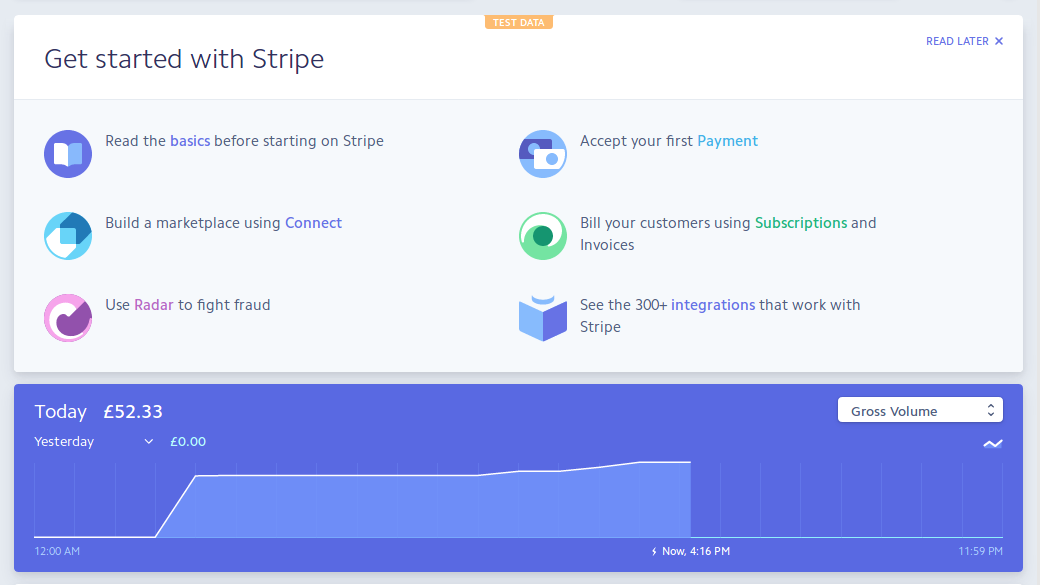 TEST DATA
READ LATER ✕
Get started with Stripe
Read the basics before starting on Stripe
Accept your first Payment
Build a marketplace using Connect
Bill your customers using Subscriptions and
Invoices
Use Radar to fight fraud
See the 300+ integrations that work with
Stripe
Today £52.33
Gross Volume
Yesterday £0.00
12:00 AM
Now, 4:16 PM
11:59 PM